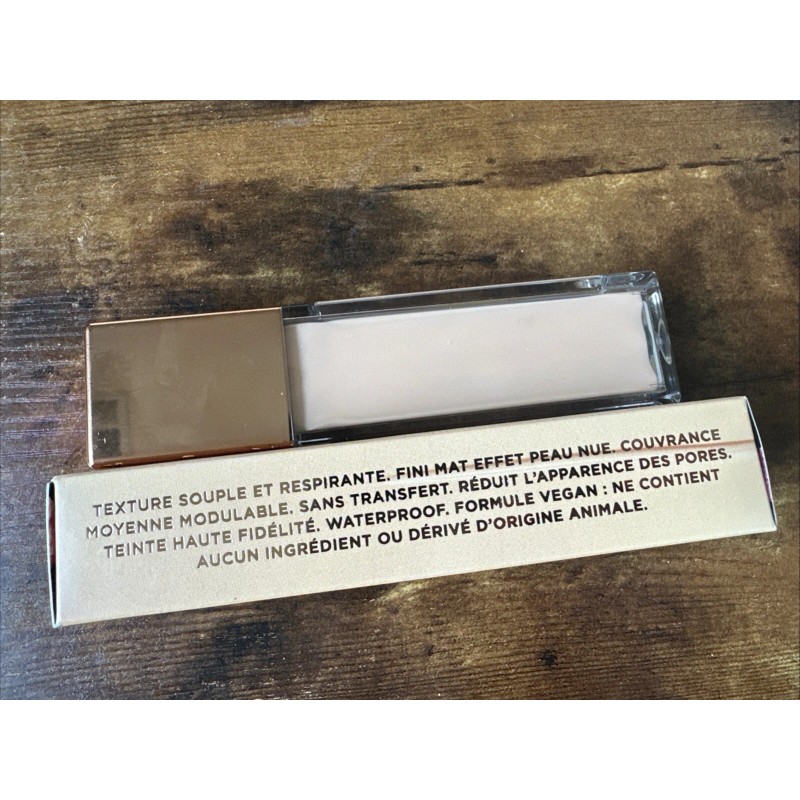 TEXTURE SOUPLE ET RESPIRANTE. FINI MAT EFFET PEAU NUE. COUVRANCE
MOYENNE MODULABLE. SANS TRANSFERT. RÉDUIT L'APPARENCE DES PORES.
TEINTE HAUTE FIDÉLITÉ. WATERPROOF. FORMULE VEGAN : NE CONTIENT
AUCUN INGRÉDIENT OU DÉRIVÉ D'ORIGINE ANIMALE.